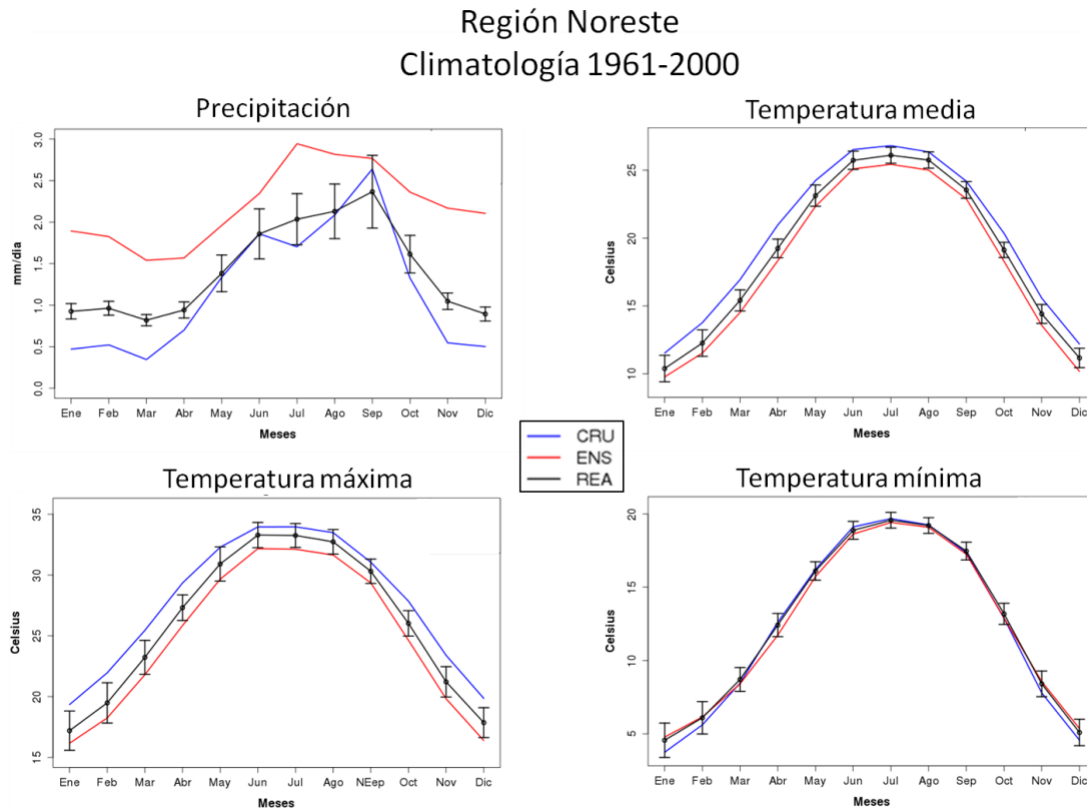 Región Noreste
Climatología 1961-2000
Precipitación
mm/dia
3.0
2.5
2.0
1.5
1.0
0.5
0.0
Ene Feb Mar Abr May Jun Jul Ago Sep Oct Nov Dic
Meses
Temperatura media
Celsius
25
20
15
10
Ene Feb Mar Abr May Jun Jul Ago Sep Oct Nov Dic
Meses
CRU
ENS
REA
Temperatura máxima
Celsius
35
30
25
20
15
Ene Feb Mar Abr May Jun Jul Ago NEep Oct Nov Dic
Meses
Temperatura mínima
Celsius
20
15
10
5
Ene Feb Mar Abr May Jun Jul Ago Sep Oct Nov Dic
Meses